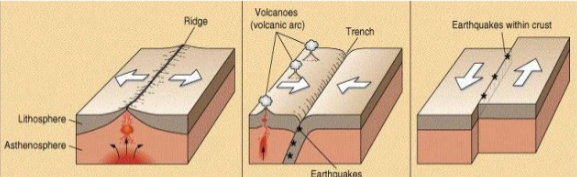 Ridge
Lithosphere
Asthenosphere
Volcanoes
(volcanic arc)
Trench
Earthquakes
Earthquakes within crust